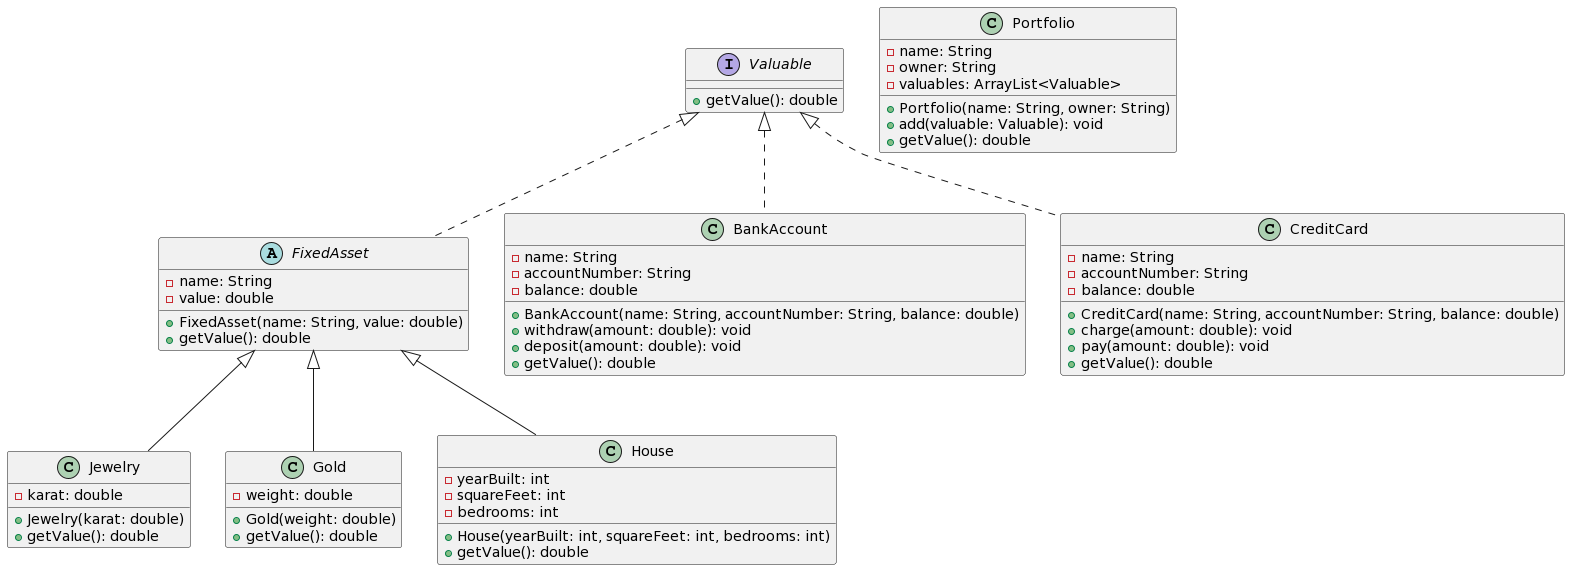 C Portfolio
name: String
owner: String
valuables: ArrayList<Valuable>
Portfolio(name: String, owner: String)
add(valuable: Valuable): void
getValue(): double
I Valuable
getValue(): double
A FixedAsset
name: String
value: double
FixedAsset(name: String, value: double)
getValue(): double
C BankAccount
name: String
accountNumber: String
balance: double
BankAccount(name: String, accountNumber: String, balance: double)
withdraw(amount: double): void
deposit(amount: double): void
getValue(): double
C CreditCard
name: String
accountNumber: String
balance: double
CreditCard(name: String, accountNumber: String, balance: double)
charge(amount: double): void
pay(amount: double): void
getValue(): double
C Jewelry
karat: double
Jewelry(karat: double)
getValue(): double
C Gold
weight: double
Gold(weight: double)
getValue(): double
C House
yearBuilt: int
squareFeet: int
bedrooms: int
House(yearBuilt: int, squareFeet: int, bedrooms: int)
getValue(): double